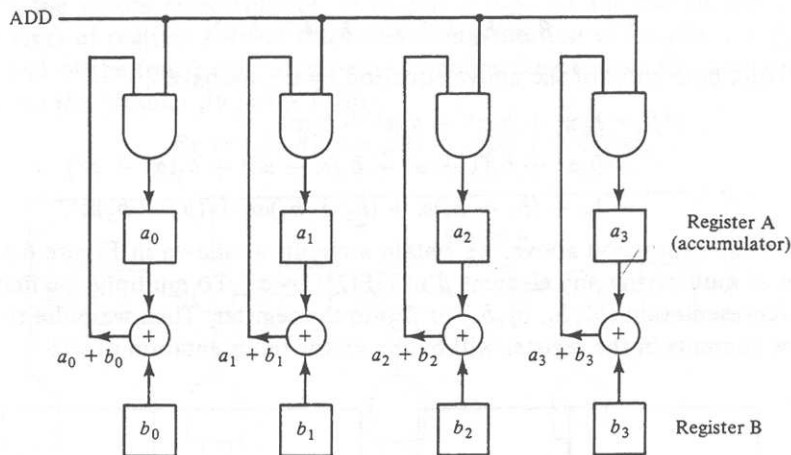 ADD
a₀ a₁ a₂ a₃ Register A
(accumulator)
+ + + +
a₀ + b₀ a₁ + b₁ a₂ + b₂ a₃ + b₃
b₀ b₁ b₂ b₃ Register B